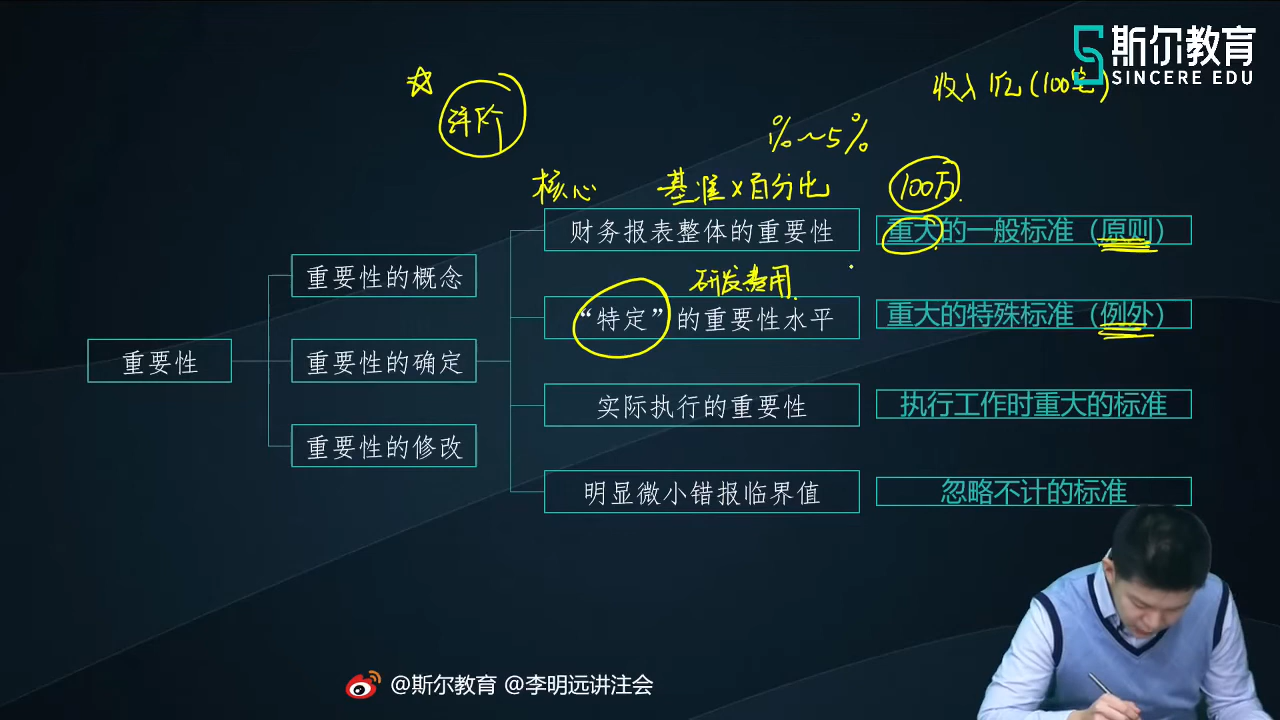 斯尔教育
SINCERE EDU
收入1亿(100宝)
☆ 评价
1%~5%
核心 基准×百分比 100万
财务报表整体的重要性 重大的一般标准（原则）
重要性的概念
研发费用
“特定”的重要性水平 重大的特殊标准（例外）
重要性
重要性的确定
实际执行的重要性 执行工作时重大的标准
重要性的修改
明显微小错报临界值 忽略不计的标准
@斯尔教育 @李明远讲注会